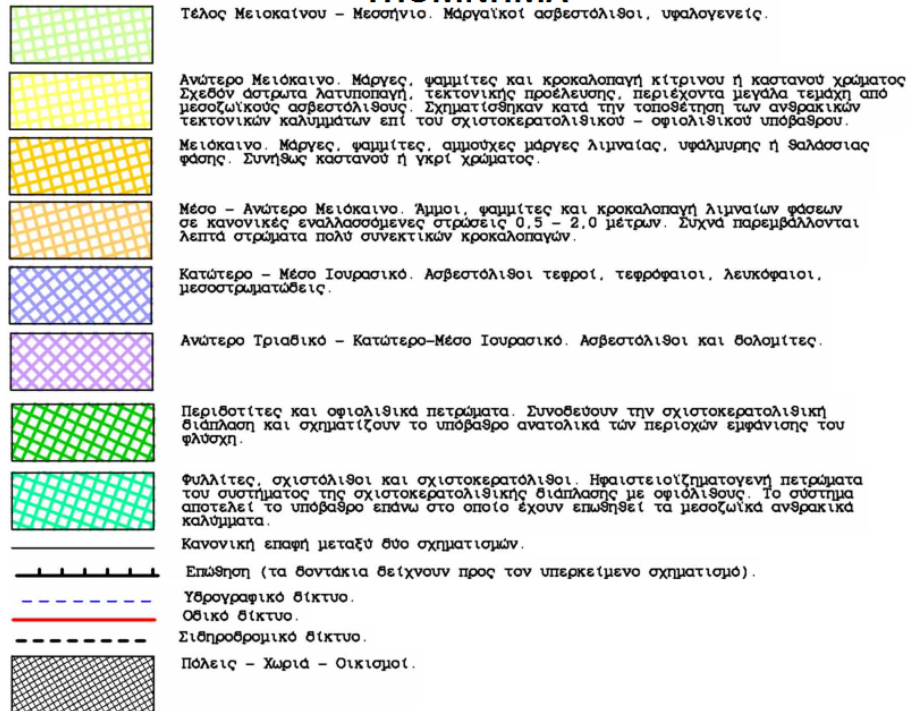 ΥΠΟΜΝΗΜΑ
Τέλος Μειοκαίνου – Μεσσήνιο. Μάργαϊκοί ασβεστόλιθοι, υφαλογενείς.
Ανώτερο Μειόκαινο. Μάργες, ψαμμίτες και κροκαλοπαγή κίτρινου ή καστανού χρώματος
Σχεδόν άστρωτα λατυποπαγή, τεκτονικής προέλευσης, περιέχοντα μεγάλα τεμάχη από
μεσοζωϊκούς ασβεστόλιθους. Σχηματίσθηκαν κατά την τοποθέτηση των ανθρακικών
τεκτονικών καλυμμάτων επί του σχιστοκερατολιθικού – οφιολιθικού υπόβαθρου.
Μειόκαινο. Μάργες, ψαμμίτες, αμμούχες μάργες λιμναίας, υφάλμυρης ή θαλάσσιας
φάσης. Συνήθως καστανού ή γκρί χρώματος.
Μέσο – Ανώτερο Μειόκαινο. Άμμοι, ψαμμίτες και κροκαλοπαγή λιμναίων φάσεων
σε κανονικές εναλλασσόμενες στρώσεις 0,5 – 2,0 μέτρων. Συχνά παρεμβάλλονται
λεπτά στρώματα πολύ συνεκτικών κροκαλοπαγών.
Κατώτερο – Μέσο Ιουρασικό. Ασβεστόλιθοι τεφροί, τεφρόφαιοι, λευκόφαιοι,
μεσοστρωματώδεις.
Ανώτερο Τριαδικό – Κατώτερο–Μέσο Ιουρασικό. Ασβεστόλιθοι και δολομίτες.
Περιδοτίτες και οφιολιθικά πετρώματα. Συνοδεύουν την σχιστοκερατολιθική
διάπλαση και σχηματίζουν το υπόβαθρο ανατολικά τών περιοχών εμφάνισης του
φλύσχη.
Φυλλίτες, σχιστόλιθοι και σχιστοκερατόλιθοι. Ηφαιστειοϊζηματογενή πετρώματα
του συστήματος της σχιστοκερατολιθικής διάπλασης με οφιόλιθους. Το σύστημα
αποτελεί το υπόβαθρο επάνω στο οποίο έχουν επωθηθεί τα μεσοζωϊκά ανθρακικά
καλύμματα.
Κανονική επαφή μεταξύ δύο σχηματισμών.
Επώθηση (τα δοντάκια δείχνουν προς τον υπερκείμενο σχηματισμό).
Υδρογραφικό δίκτυο.
Οδικό δίκτυο.
Σιδηροδρομικό δίκτυο.
Πόλεις – Χωριά – Οικισμοί.